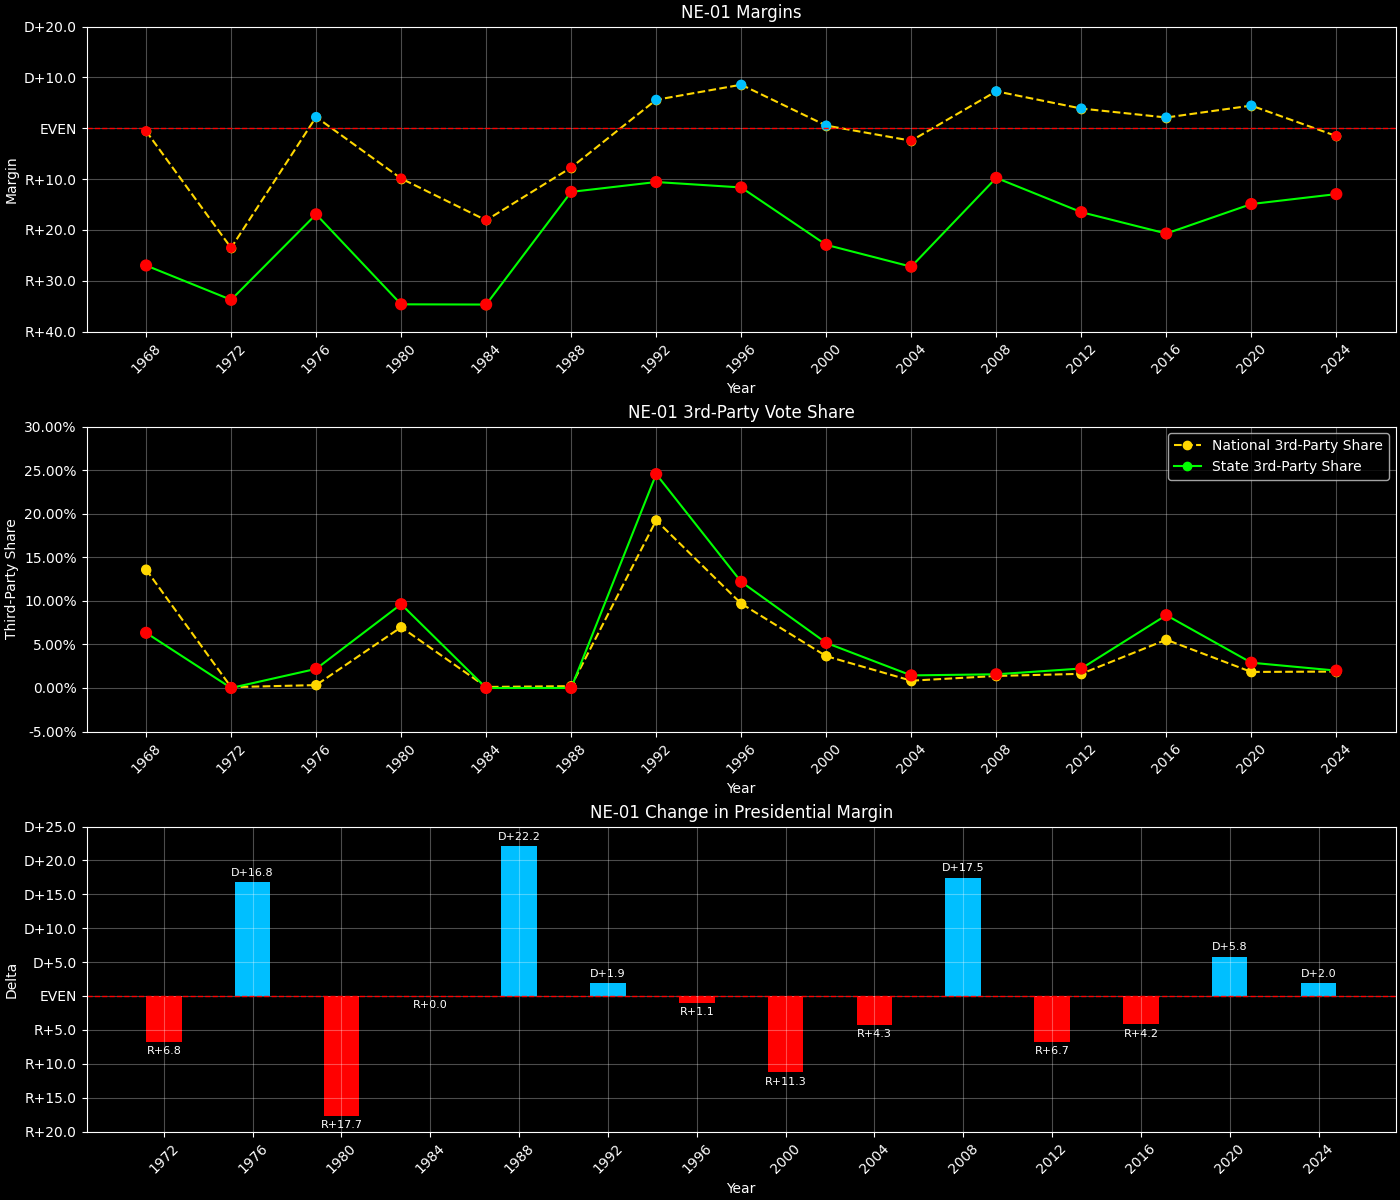 NE-01 Margins
D+20.0
D+10.0
EVEN
R+10.0
R+20.0
R+30.0
R+40.0
Margin
1968 1972 1976 1980 1984 1988 1992 1996 2000 2004 2008 2012 2016 2020 2024
Year
NE-01 3rd-Party Vote Share
30.00%
25.00%
20.00%
15.00%
10.00%
5.00%
0.00%
-5.00%
Third-Party Share
National 3rd-Party Share
State 3rd-Party Share
1968 1972 1976 1980 1984 1988 1992 1996 2000 2004 2008 2012 2016 2020 2024
Year
NE-01 Change in Presidential Margin
D+25.0
D+20.0
D+15.0
D+10.0
D+5.0
EVEN
R+5.0
R+10.0
R+15.0
R+20.0
Delta
R+6.8
D+16.8
R+17.7
R+0.0
D+22.2
D+1.9
R+1.1
R+11.3
R+4.3
D+17.5
R+6.7
R+4.2
D+5.8
D+2.0
1972 1976 1980 1984 1988 1992 1996 2000 2004 2008 2012 2016 2020 2024
Year